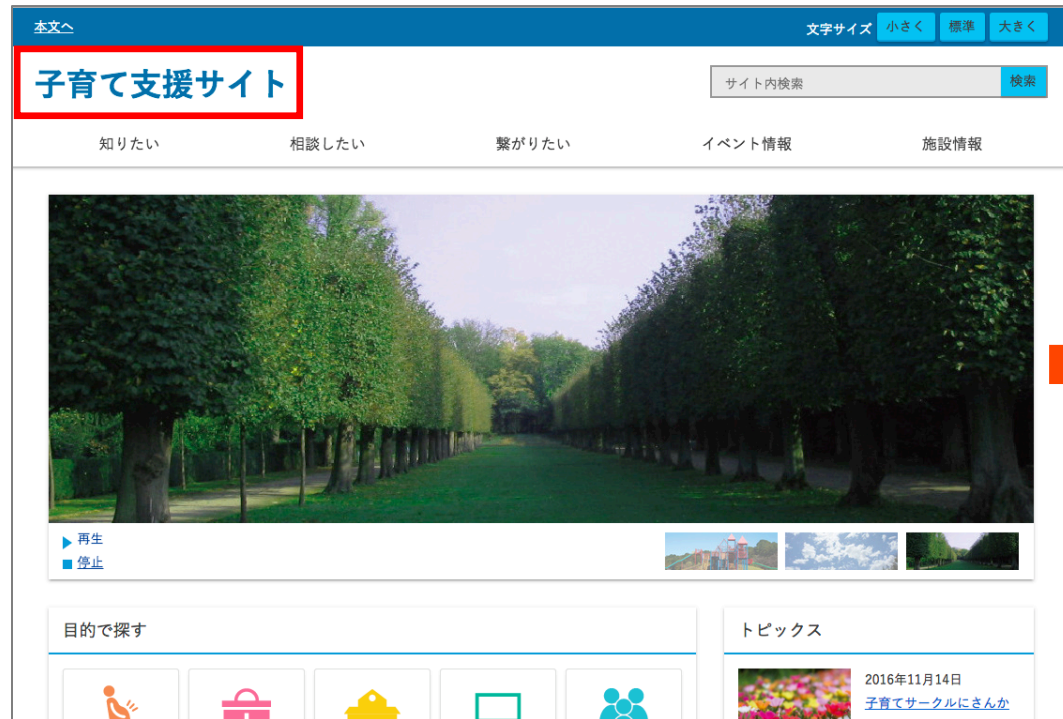 本文へ
文字サイズ 小さく 標準 大きく
子育て支援サイト
サイト内検索 検索
知りたい 相談したい 繋がりたい イベント情報 施設情報
再生
停止
目的で探す
トピックス
2016年11月14日
子育てサークルにさんか